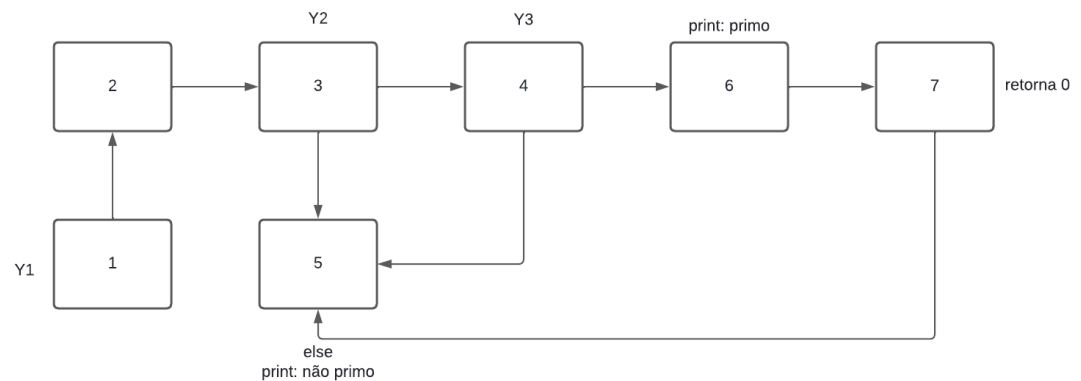 Y2
Y3
print: primo
2
3
4
6
7
retorna 0
Y1
1
5
else
print: não primo